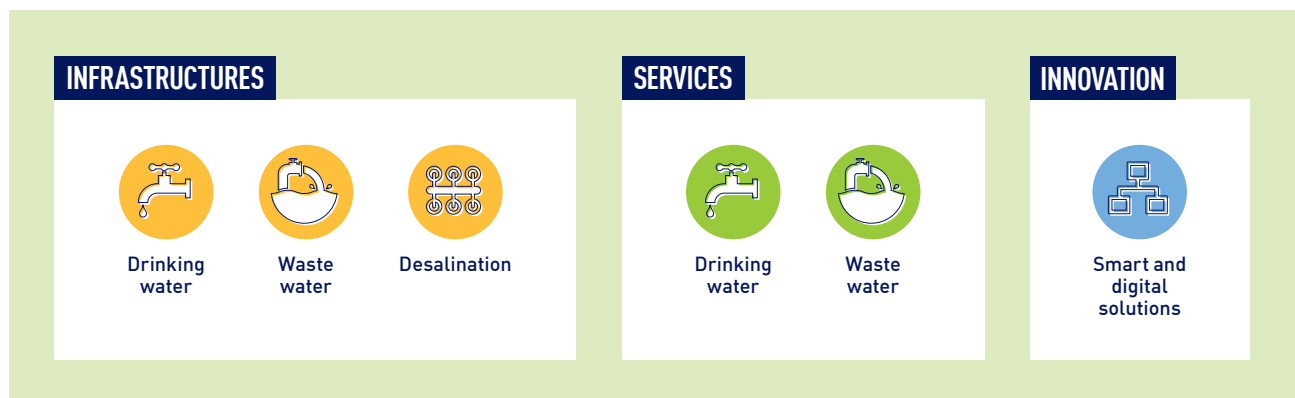 INFRASTRUCTURES
Drinking
water
Waste
water
Desalination
SERVICES
Drinking
water
Waste
water
INNOVATION
Smart and
digital
solutions